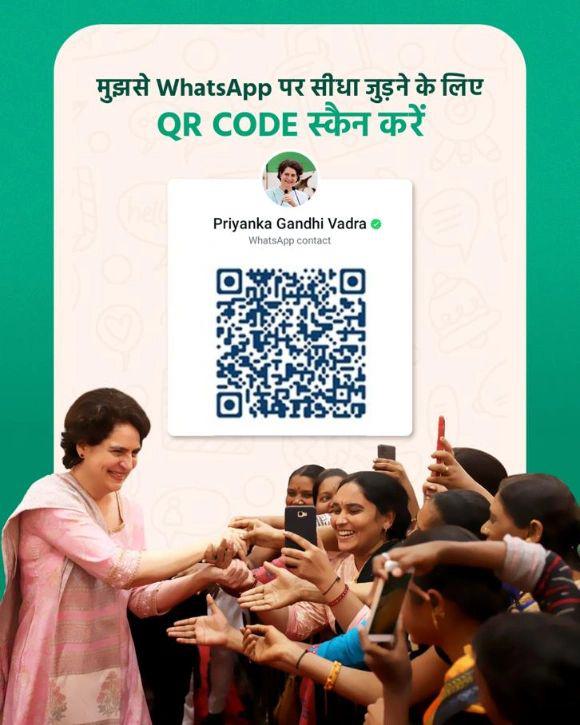 मुझसे WhatsApp पर सीधा जुड़ने के लिए
QR CODE स्कैन करें
Priyanka Gandhi Vadra
WhatsApp contact